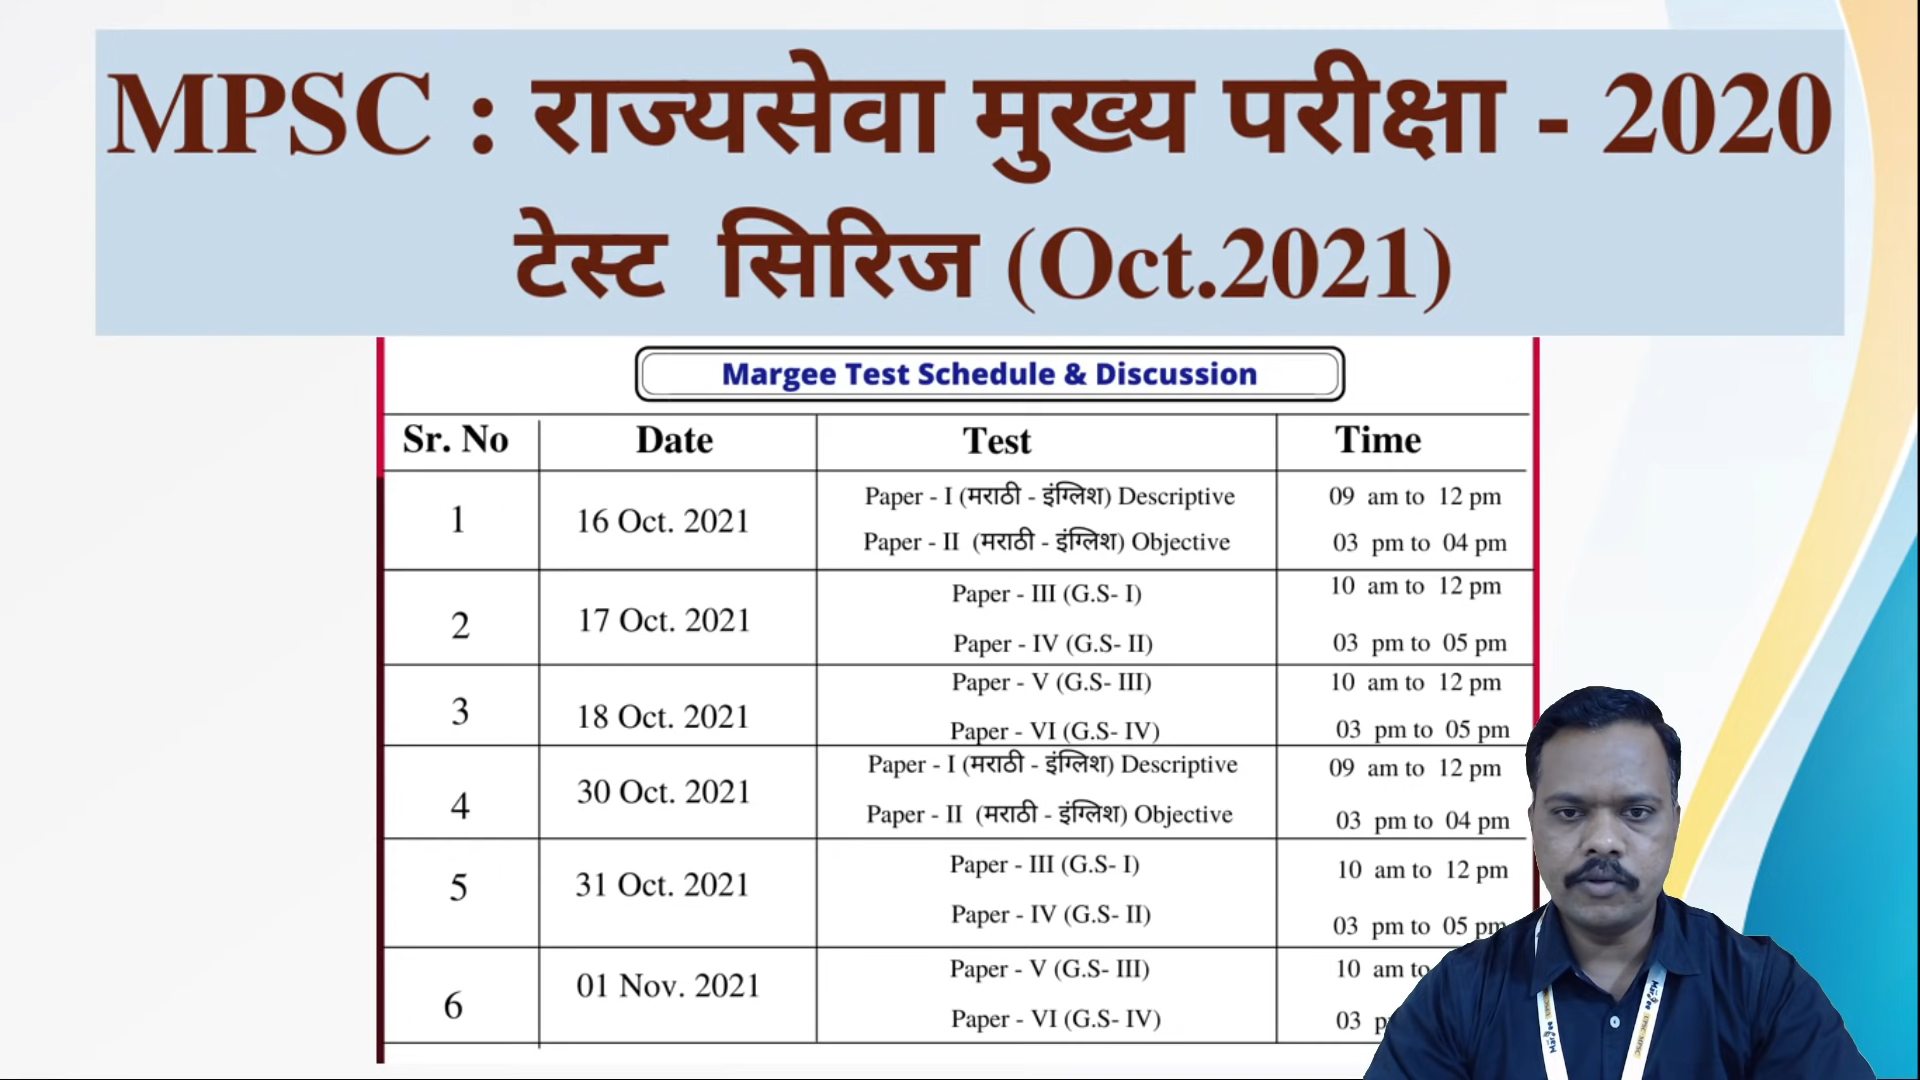 MPSC : राज्यसेवा मुख्य परीक्षा - 2020
टेस्ट सिरिज (Oct.2021)
Margee Test Schedule & Discussion
Sr. No Date Test Time
1 16 Oct. 2021 Paper - I (मराठी - इंग्लिश) Descriptive 09 am to 12 pm
Paper - II (मराठी - इंग्लिश) Objective 03 pm to 04 pm
2 17 Oct. 2021 Paper - III (G.S- I) 10 am to 12 pm
Paper - IV (G.S- II) 03 pm to 05 pm
3 18 Oct. 2021 Paper - V (G.S- III) 10 am to 12 pm
Paper - VI (G.S- IV) 03 pm to 05 pm
4 30 Oct. 2021 Paper - I (मराठी - इंग्लिश) Descriptive 09 am to 12 pm
Paper - II (मराठी - इंग्लिश) Objective 03 pm to 04 pm
5 31 Oct. 2021 Paper - III (G.S- I) 10 am to 12 pm
Paper - IV (G.S- II) 03 pm to 05 pm
6 01 Nov. 2021 Paper - V (G.S- III) 10 am to
Paper - VI (G.S- IV) 03